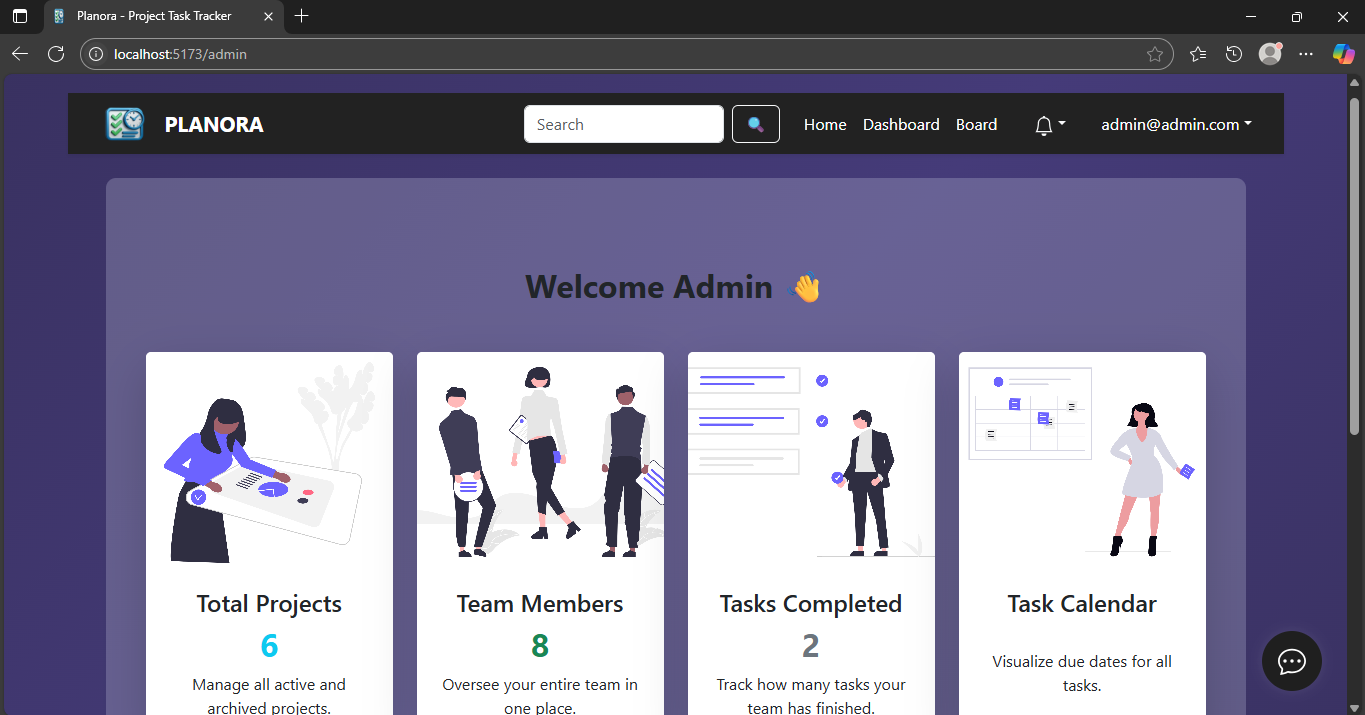 Planora - Project Task Tracker
localhost:5173/admin
PLANORA
Search
Home Dashboard Board
admin@admin.com
Welcome Admin 👋
Total Projects
6
Manage all active and
archived projects.
Team Members
8
Oversee your entire team in
one place.
Tasks Completed
2
Track how many tasks your
team has finished.
Task Calendar
Visualize due dates for all
tasks.